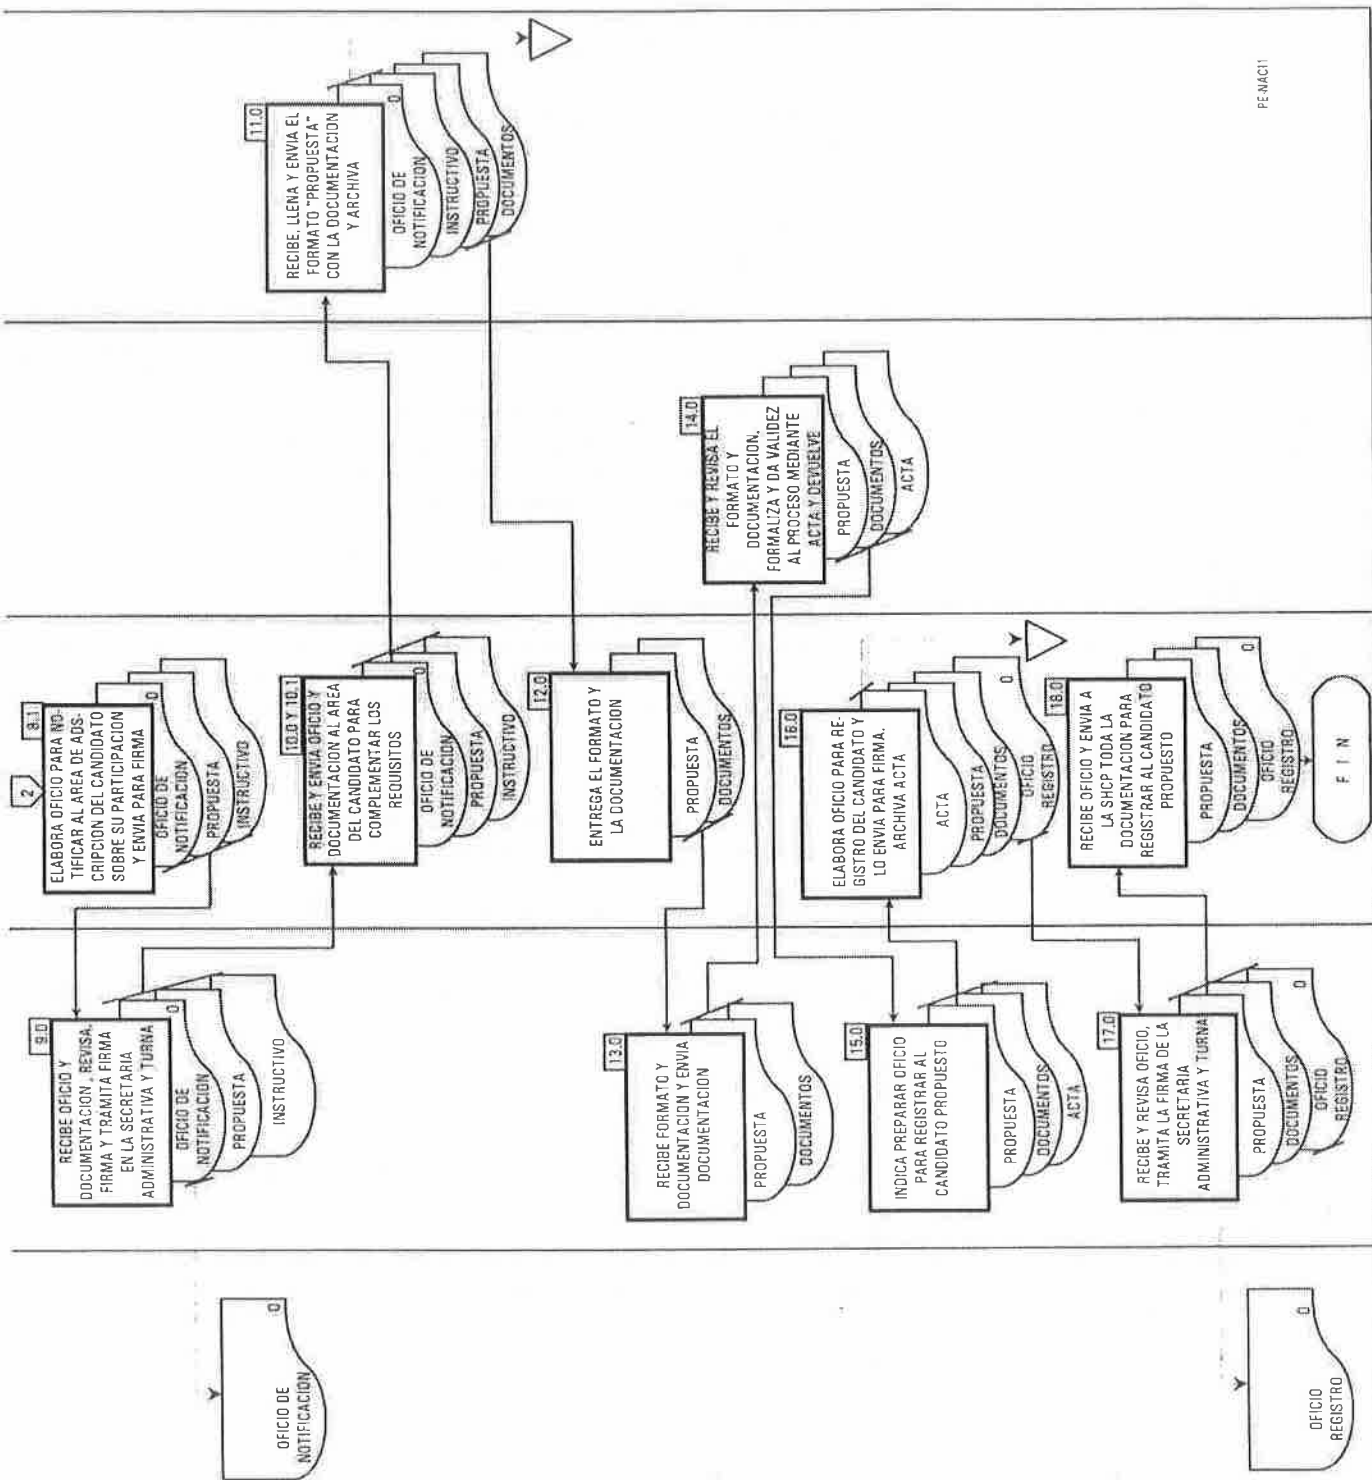 2
8.1
ELABORA OFICIO PARA NO-
TIFICAR AL AREA DE ADS-
CRIPCION DEL CANDIDATO
SOBRE SU PARTICIPACION
Y ENVIA PARA FIRMA
OFICIO DE
NOTIFICACION
0
PROPUESTA
INSTRUCTIVO
9.0
RECIBE OFICIO Y
DOCUMENTACION, REVISA,
FIRMA Y TRAMITA FIRMA
EN LA SECRETARIA
ADMINISTRATIVA Y TURNA
OFICIO DE
NOTIFICACION
0
PROPUESTA
INSTRUCTIVO
OFICIO DE
NOTIFICACION
0
10.0 Y 10.1
RECIBE Y ENVIA OFICIO Y
DOCUMENTACION AL AREA
DEL CANDIDATO PARA
COMPLEMENTAR LOS
REQUISITOS
OFICIO DE
NOTIFICACION
0
PROPUESTA
INSTRUCTIVO
11.0
RECIBE, LLENA Y ENVIA EL
FORMATO "PROPUESTA"
CON LA DOCUMENTACION
Y ARCHIVA
OFICIO DE
NOTIFICACION
0
INSTRUCTIVO
PROPUESTA
DOCUMENTOS
12.0
ENTREGA EL FORMATO Y
LA DOCUMENTACION
PROPUESTA
DOCUMENTOS
13.0
RECIBE FORMATO Y
DOCUMENTACION Y ENVIA
DOCUMENTACION
PROPUESTA
DOCUMENTOS
14.0
RECIBE Y REVISA EL
FORMATO Y
DOCUMENTACION,
FORMALIZA Y DA VALIDEZ
AL PROCESO MEDIANTE
ACTA Y DEVUELVE
PROPUESTA
DOCUMENTOS
ACTA
15.0
INDICA PREPARAR OFICIO
PARA REGISTRAR AL
CANDIDATO PROPUESTO
PROPUESTA
DOCUMENTOS
ACTA
16.0
ELABORA OFICIO PARA RE-
GISTRO DEL CANDIDATO Y
LO ENVIA PARA FIRMA.
ARCHIVA ACTA
ACTA
PROPUESTA
DOCUMENTOS
0
OFICIO
REGISTRO
17.0
RECIBE Y REVISA OFICIO,
TRAMITA LA FIRMA DE LA
SECRETARIA
ADMINISTRATIVA Y TURNA
PROPUESTA
DOCUMENTOS
0
OFICIO
REGISTRO
OFICIO
REGISTRO
0
18.0
RECIBE OFICIO Y ENVIA A
LA SHCP TODA LA
DOCUMENTACION PARA
REGISTRAR AL CANDIDATO
PROPUESTO
PROPUESTA
DOCUMENTOS
0
OFICIO
REGISTRO
F I N
PE-NACI1